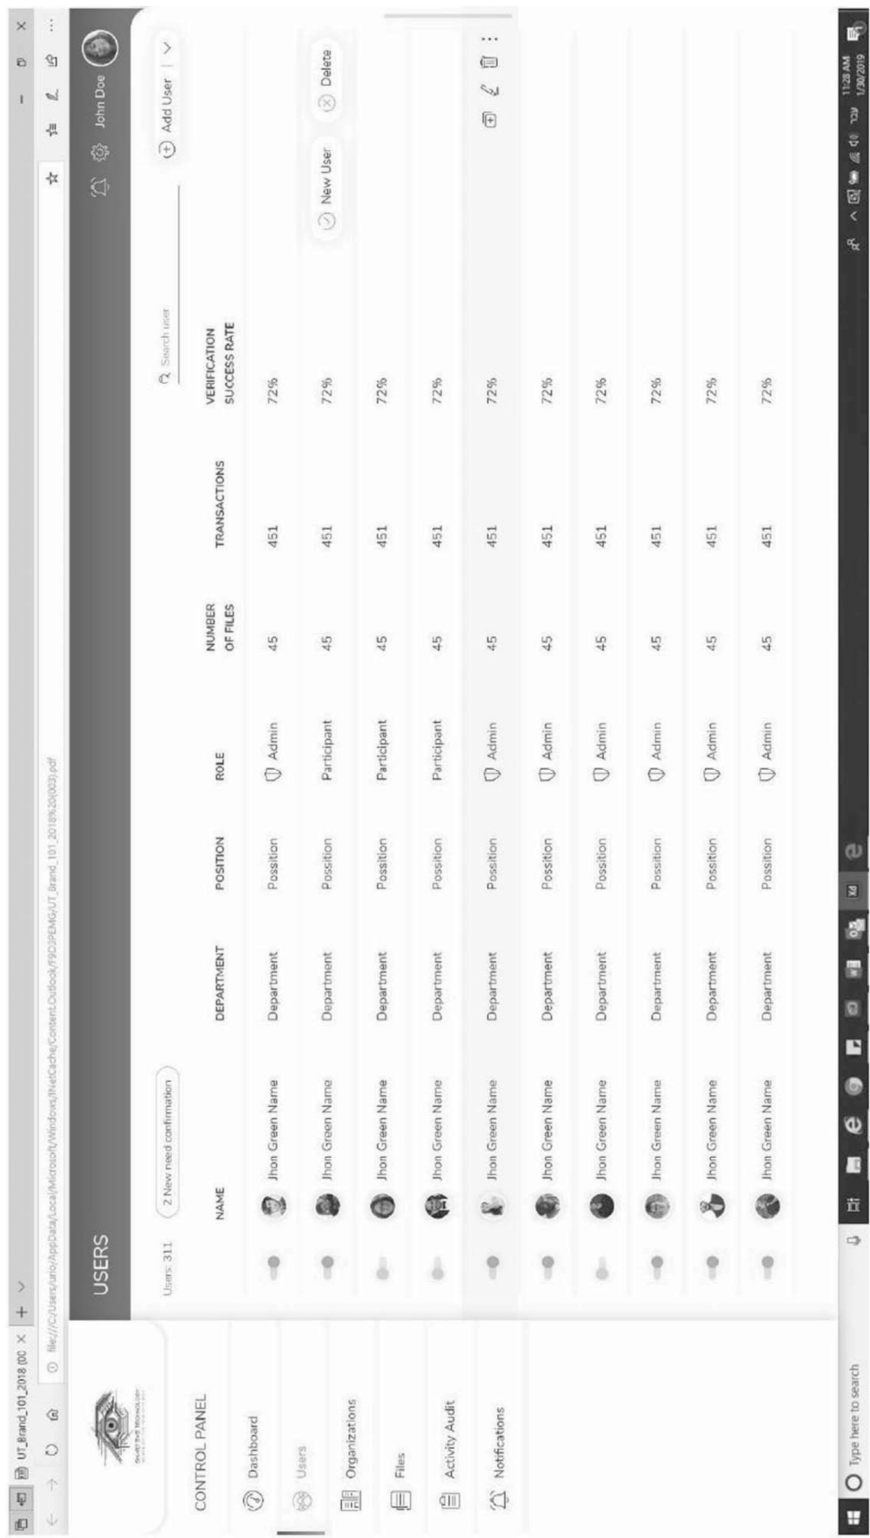 UT_Brand_101_2018 (00
file:///C:/Users/urio/AppData/Local/Microsoft/Windows/INetCache/Content.Outlook/F9D3PEMG/UT_Brand_101_2018%20(003).pdf
CONTROL PANEL
Dashboard
Users
Organizations
Files
Activity Audit
Notifications
USERS
John Doe
Users: 311
2 New need confirmation
Search user
Add User
NAME DEPARTMENT POSITION ROLE NUMBER OF FILES TRANSACTIONS VERIFICATION SUCCESS RATE
Jhon Green Name Department Possition Admin 45 451 72%
Jhon Green Name Department Possition Participant 45 451 72% New User Delete
Jhon Green Name Department Possition Participant 45 451 72%
Jhon Green Name Department Possition Participant 45 451 72%
Jhon Green Name Department Possition Admin 45 451 72%
Jhon Green Name Department Possition Admin 45 451 72%
Jhon Green Name Department Possition Admin 45 451 72%
Jhon Green Name Department Possition Admin 45 451 72%
Jhon Green Name Department Possition Admin 45 451 72%
Jhon Green Name Department Possition Admin 45 451 72%
Type here to search
עבר
11:28 AM
1/30/2019